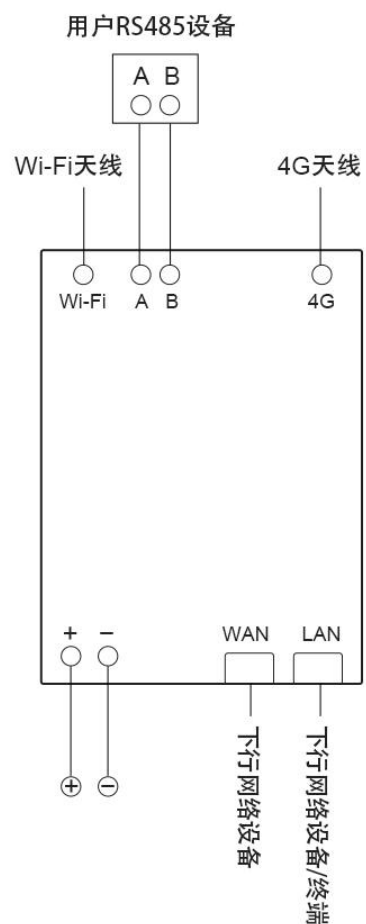 用户RS485设备
A B
Wi-Fi天线
4G天线
Wi-Fi A B 4G
+ −
WAN LAN
+ −
下行网络设备
下行网络设备/终端